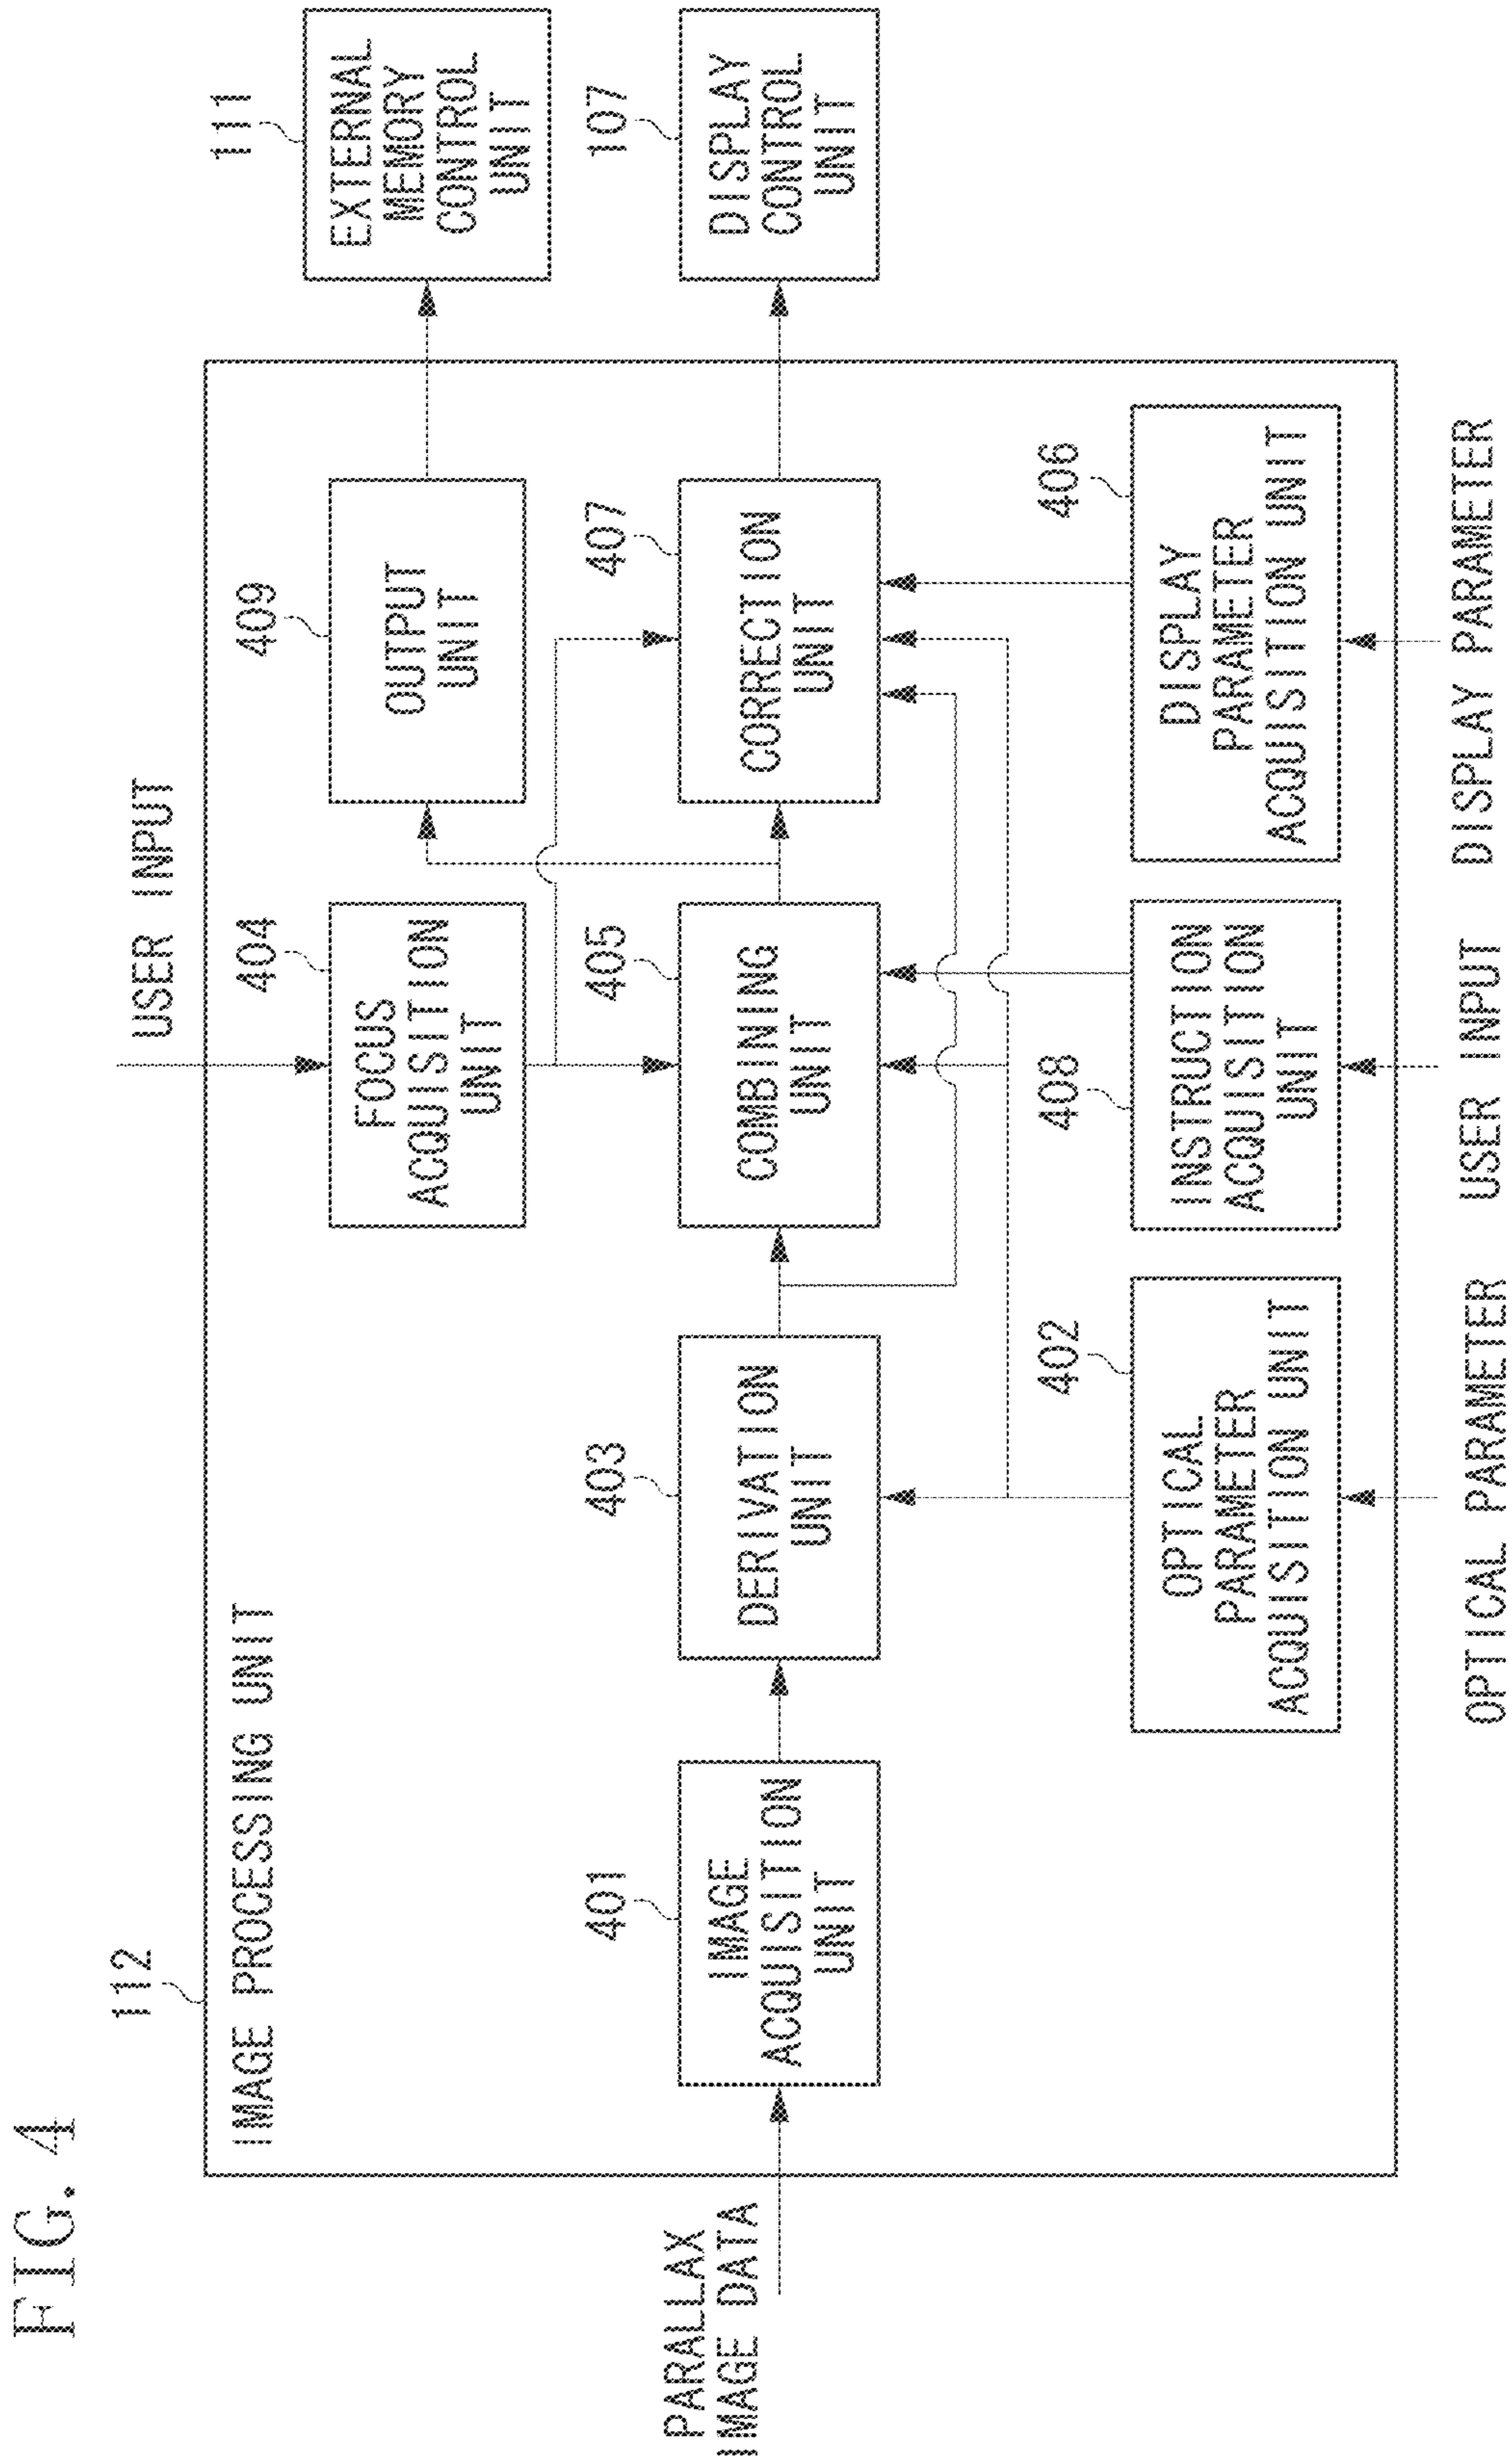 FIG. 4
112
IMAGE PROCESSING UNIT
USER INPUT
404
FOCUS
ACQUISITION
UNIT
409
OUTPUT
UNIT
111
EXTERNAL
MEMORY
CONTROL
UNIT
PARALLAX
IMAGE DATA
401
IMAGE
ACQUISITION
UNIT
403
DERIVATION
UNIT
405
COMBINING
UNIT
407
CORRECTION
UNIT
107
DISPLAY
CONTROL
UNIT
402
OPTICAL
PARAMETER
ACQUISITION UNIT
408
INSTRUCTION
ACQUISITION
UNIT
406
DISPLAY
PARAMETER
ACQUISITION UNIT
OPTICAL PARAMETER
USER INPUT
DISPLAY PARAMETER